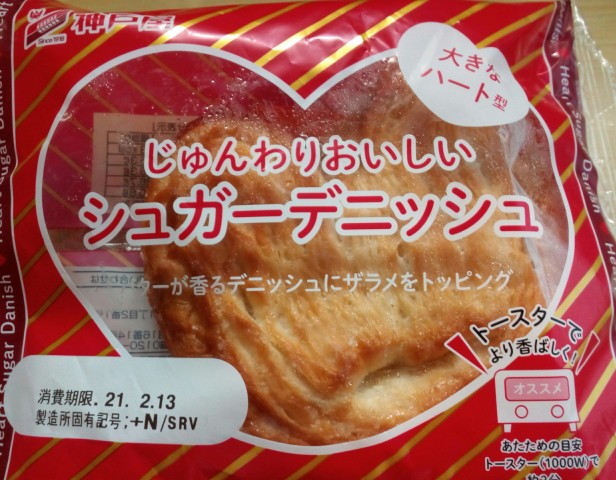 神戸屋
Since 1918
大きな
ハート型
じゅんわりおいしい
シュガーデニッシュ
ターが香るデニッシュにザラメをトッピング
トースターで
より香ばしく!
オススメ
あたための目安
トースター(1000W)で
約2分
消費期限.21. 2.13
製造所固有記号;+N/SRV
Heart Sugar Danish
Heart Sugar Danish